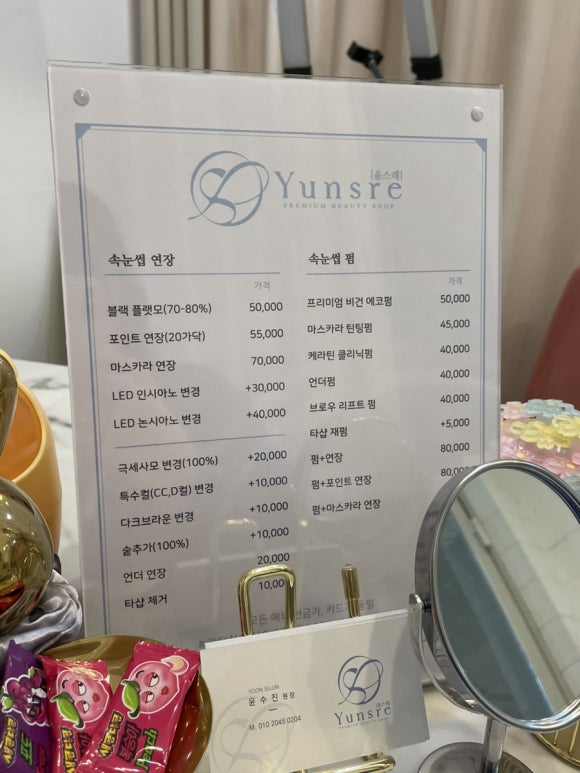 [윤스레]
Yunsre
PREMIUM BEAUTY SHOP
속눈썹 연장
가격
블랙 플랫모(70-80%) 50,000
포인트 연장(20가닥) 55,000
마스카라 연장 70,000
LED 인시아노 변경 +30,000
LED 논시아노 변경 +40,000
극세사모 변경(100%) +20,000
특수컬(CC,D컬) 변경 +10,000
다크브라운 변경 +10,000
숱추가(100%) +10,000
언더 연장 20,000
타샵 제거 10,00
속눈썹 펌
가격
프리미엄 비건 에코펌 50,000
마스카라 틴팅펌 45,000
케라틴 클리닉펌 40,000
언더펌 40,000
브로우 리프트 펌 40,000
타샵 재펌 +5,000
펌+연장 80,000
펌+포인트 연장 80,00
펌+마스카라 연장
YOON SUJIN
윤수진 원장
M. 010 2045 0204
[윤스레]
Yunsre
PREMIUM BEAUTY SHOP